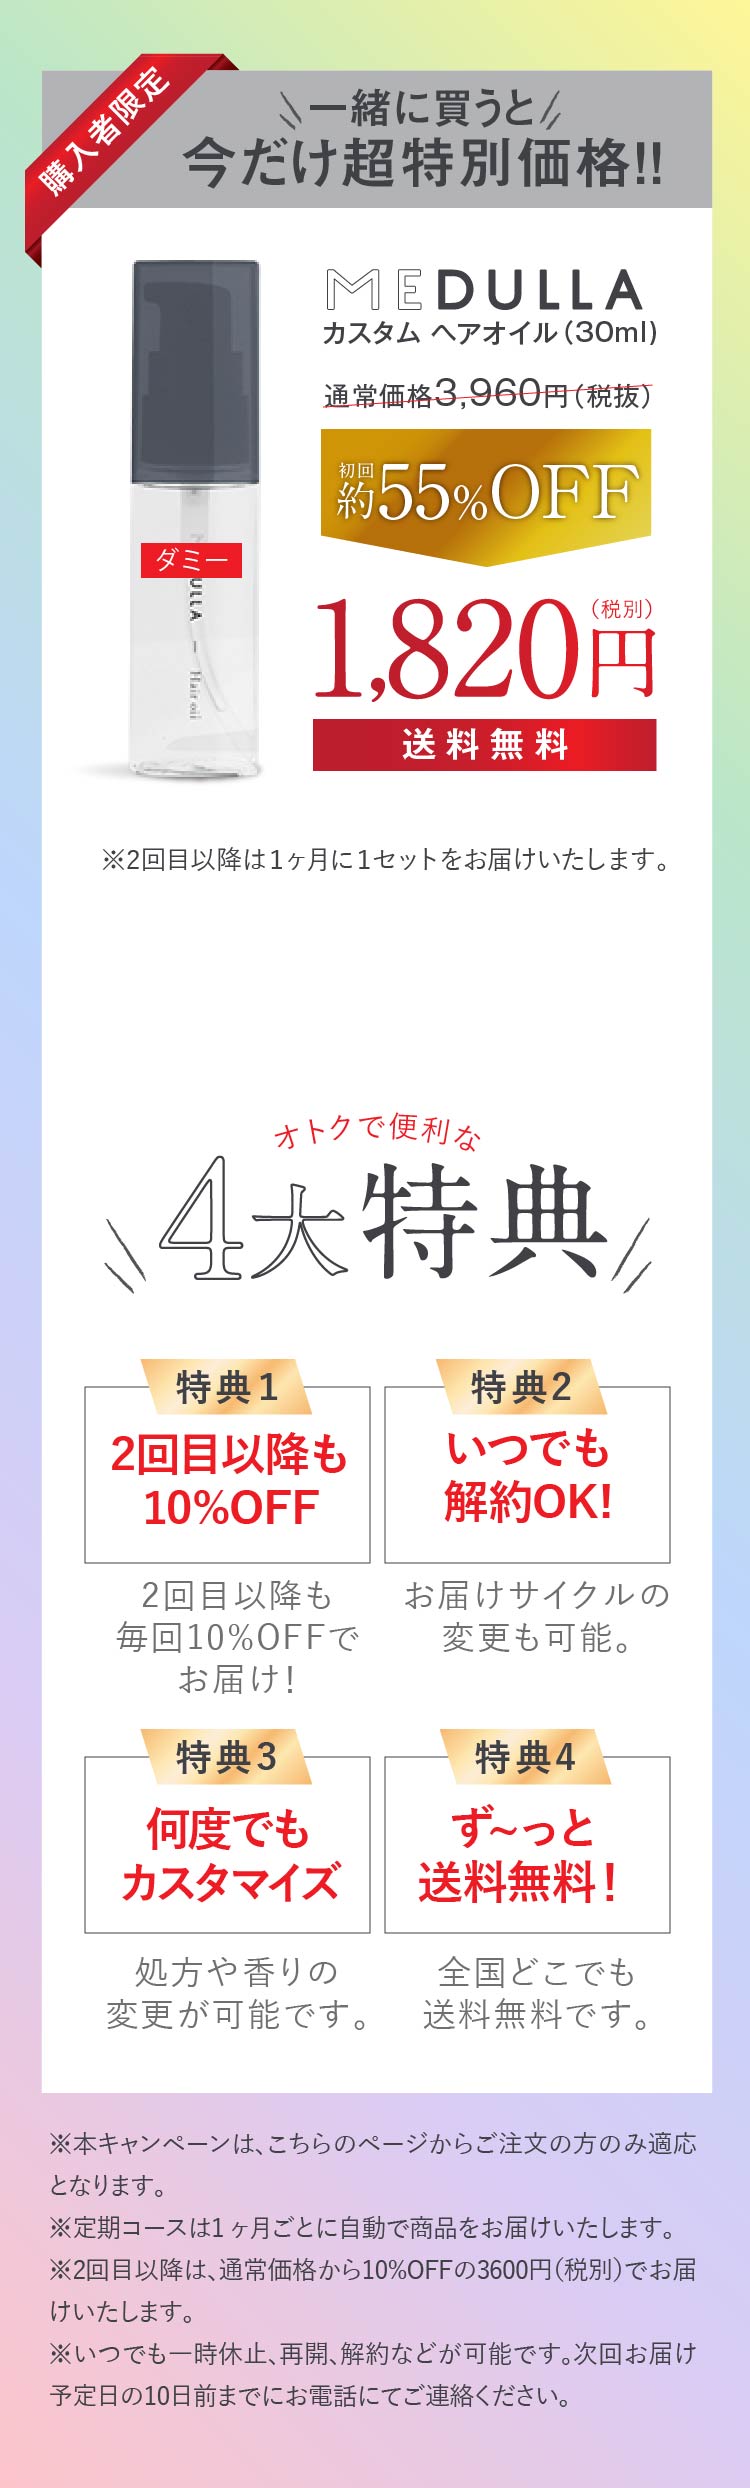 購入者限定
一緒に買うと
今だけ超特別価格!!
MEDULLA
カスタム ヘアオイル(30ml)
通常価格3,960円(税抜)
初回
約55%OFF
1,820円
(税別)
送料無料
ダミー
ULLA — Hair oil
※2回目以降は1ヶ月に1セットをお届けいたします。
オトクで便利な
4大特典
特典1
2回目以降も
10%OFF
2回目以降も
毎回10%OFFで
お届け!
特典2
いつでも
解約OK!
お届けサイクルの
変更も可能。
特典3
何度でも
カスタマイズ
処方や香りの
変更が可能です。
特典4
ず~っと
送料無料!
全国どこでも
送料無料です。
※本キャンペーンは、こちらのページからご注文の方のみ適応
となります。
※定期コースは1ヶ月ごとに自動で商品をお届けいたします。
※2回目以降は、通常価格から10%OFFの3600円(税別)でお届
けいたします。
※いつでも一時休止、再開、解約などが可能です。次回お届け
予定日の10日前までにお電話にてご連絡ください。